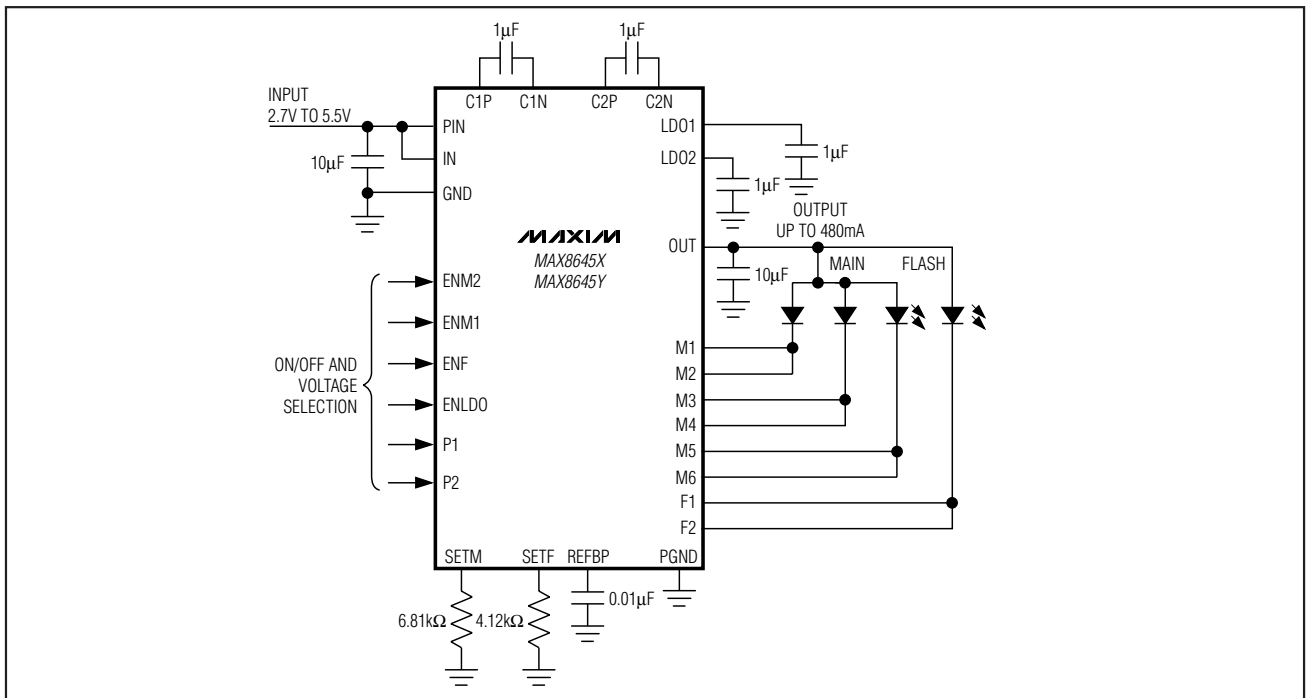 1µF
1µF
INPUT
2.7V TO 5.5V
C1P
C1N
C2P
C2N
PIN
LDO1
IN
LDO2
10µF
1µF
1µF
GND
OUTPUT
UP TO 480mA
MAXIM
MAX8645X
MAX8645Y
OUT
MAIN
FLASH
10µF
ENM2
ENM1
ENF
ENLDO
P1
P2
ON/OFF AND
VOLTAGE
SELECTION
M1
M2
M3
M4
M5
M6
F1
F2
SETM
SETF
REFBP
PGND
6.81kΩ
4.12kΩ
0.01µF